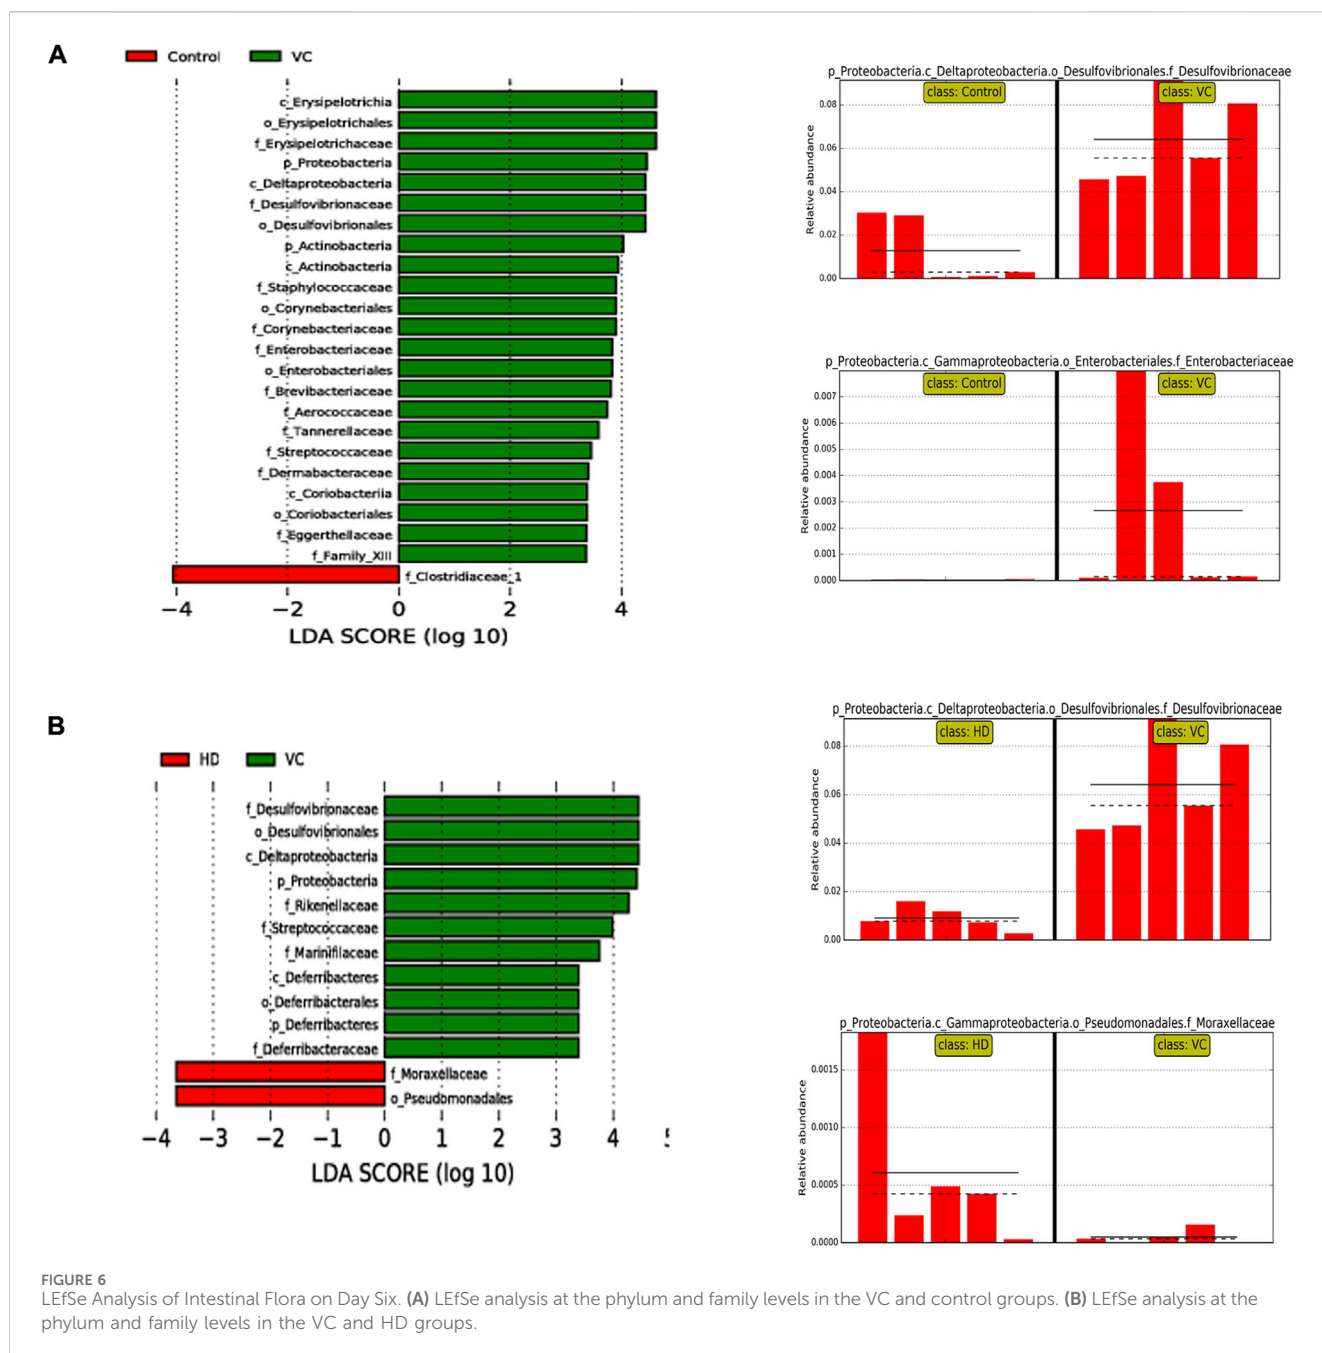 A
Control
VC
c_Erysipelotrichia
o_Erysipelotrichales
f_Erysipelotrichaceae
p_Proteobacteria
c_Deltaproteobacteria
f_Desulfovibrionaceae
o_Desulfovibrionales
p_Actinobacteria
c_Actinobacteria
f_Staphylococcaceae
o_Corynebacteriales
f_Corynebacteriaceae
f_Enterobacteriaceae
o_Enterobacteriales
f_Brevibacteriaceae
f_Aerococcaceae
f_Tannerellaceae
f_Streptococcaceae
f_Dermabacteraceae
c_Coriobacteriia
o_Coriobacteriales
f_Eggerthellaceae
f_Family_XIII
f_Clostridiaceae_1
−4 −2 0 2 4
LDA SCORE (log 10)
p_Proteobacteria.c_Deltaproteobacteria.o_Desulfovibrionales.f_Desulfovibrionaceae
class: Control
class: VC
0.08
0.06
0.04
0.02
0.00
Relative abundance
p_Proteobacteria.c_Gammaproteobacteria.o_Enterobacteriales.f_Enterobacteriaceae
class: Control
class: VC
0.007
0.006
0.005
0.004
0.003
0.002
0.001
0.000
Relative abundance
B
HD
VC
f_Desulfovibrionaceae
o_Desulfovibrionales
c_Deltaproteobacteria
p_Proteobacteria
f_Rikenellaceae
f_Streptococcaceae
f_Marinifilaceae
c_Deferribacteres
o_Deferribacterales
p_Deferribacteres
f_Deferribacteraceae
f_Moraxellaceae
o_Pseudomonadales
−4 −3 −2 −1 0 1 2 3 4
LDA SCORE (log 10)
p_Proteobacteria.c_Deltaproteobacteria.o_Desulfovibrionales.f_Desulfovibrionaceae
class: HD
class: VC
0.08
0.06
0.04
0.02
0.00
Relative abundance
p_Proteobacteria.c_Gammaproteobacteria.o_Pseudomonadales.f_Moraxellaceae
class: HD
class: VC
0.0015
0.0010
0.0005
0.0000
Relative abundance
FIGURE 6
LEfSe Analysis of Intestinal Flora on Day Six. (A) LEfSe analysis at the phylum and family levels in the VC and control groups. (B) LEfSe analysis at the
phylum and family levels in the VC and HD groups.